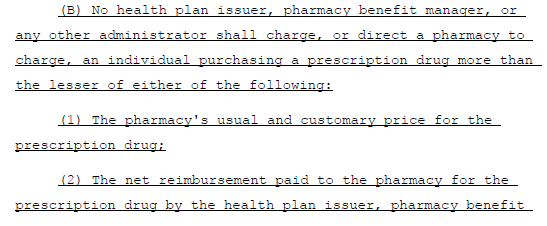 (B) No health plan issuer, pharmacy benefit manager, or
any other administrator shall charge, or direct a pharmacy to
charge, an individual purchasing a prescription drug more than
the lesser of either of the following:
(1) The pharmacy's usual and customary price for the
prescription drug;
(2) The net reimbursement paid to the pharmacy for the
prescription drug by the health plan issuer, pharmacy benefit